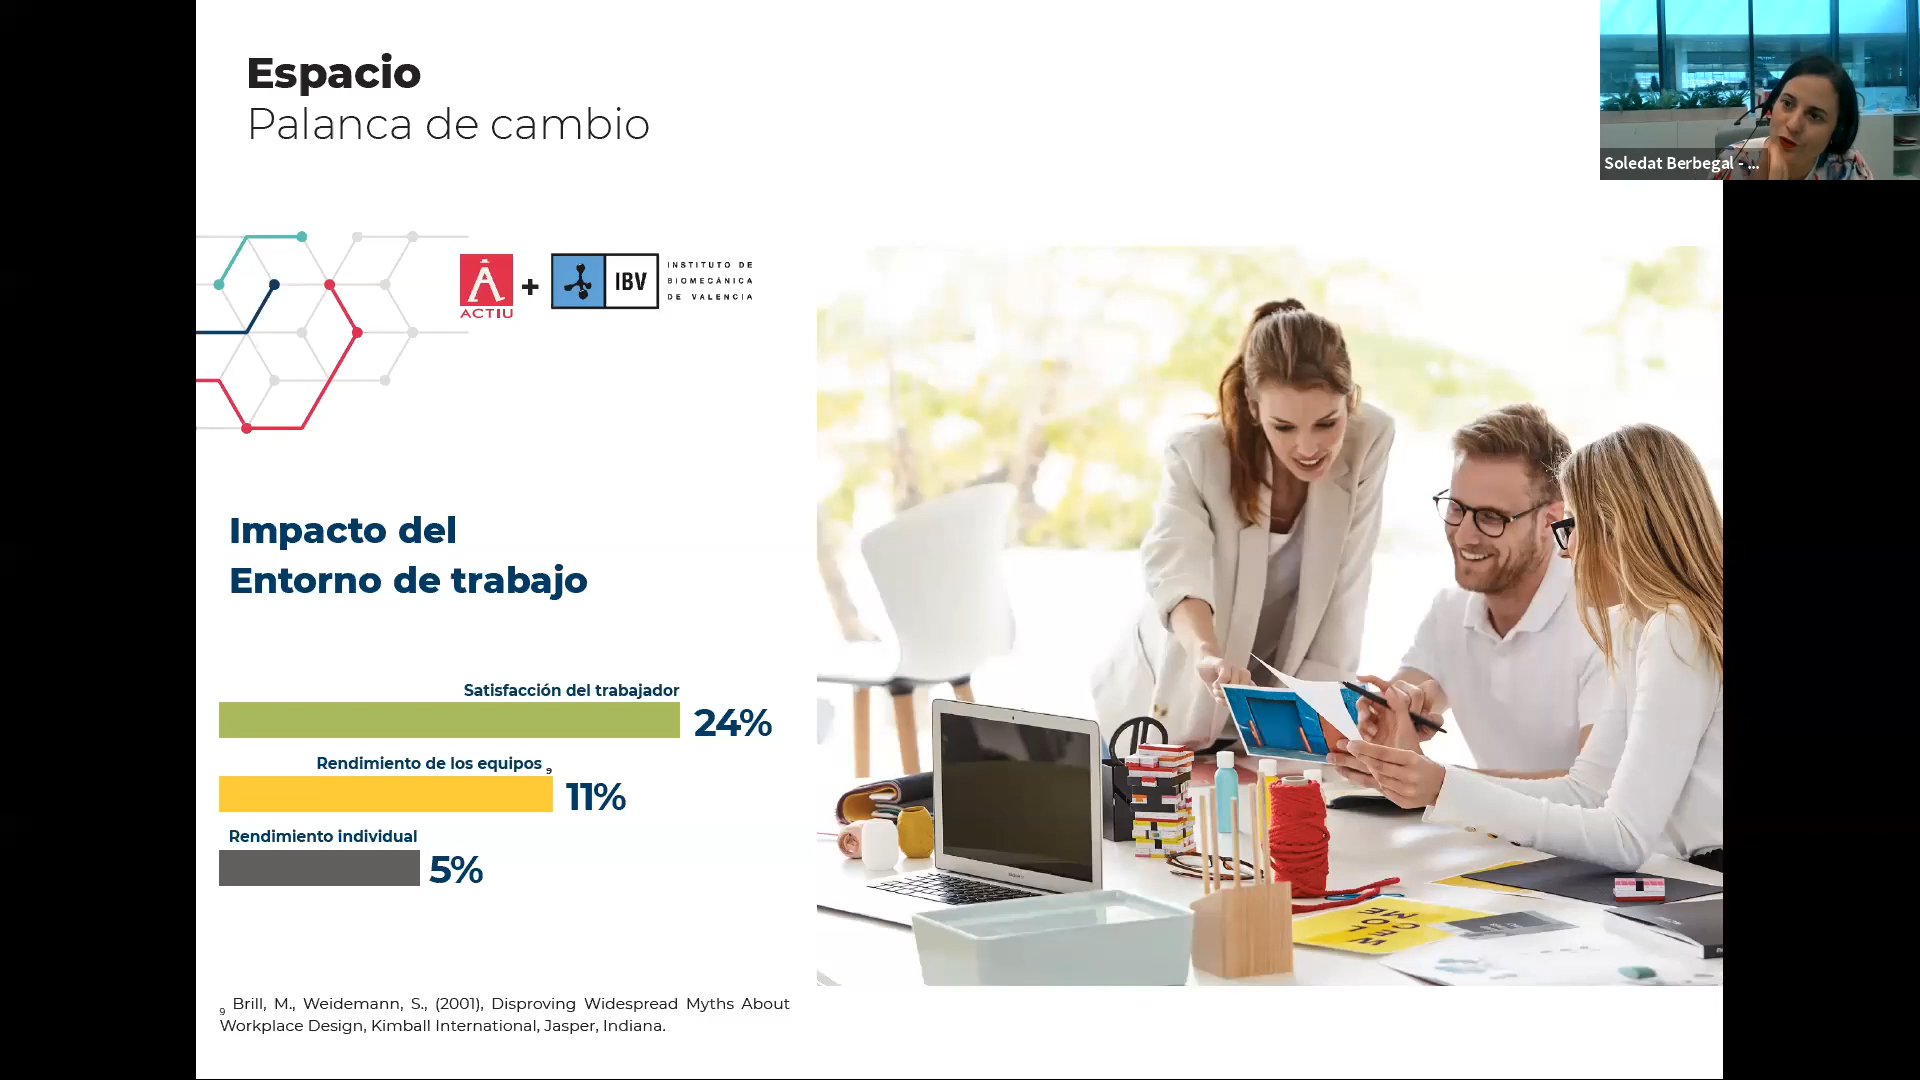 Espacio
Palanca de cambio
Soledat Berbegal - ...
ACTIU
+
IBV
INSTITUTO DE
BIOMECÁNICA
DE VALENCIA
Impacto del
Entorno de trabajo
Satisfacción del trabajador
24%
Rendimiento de los equipos 9
11%
Rendimiento individual
5%
9 Brill, M., Weidemann, S., (2001), Disproving Widespread Myths About
Workplace Design, Kimball International, Jasper, Indiana.